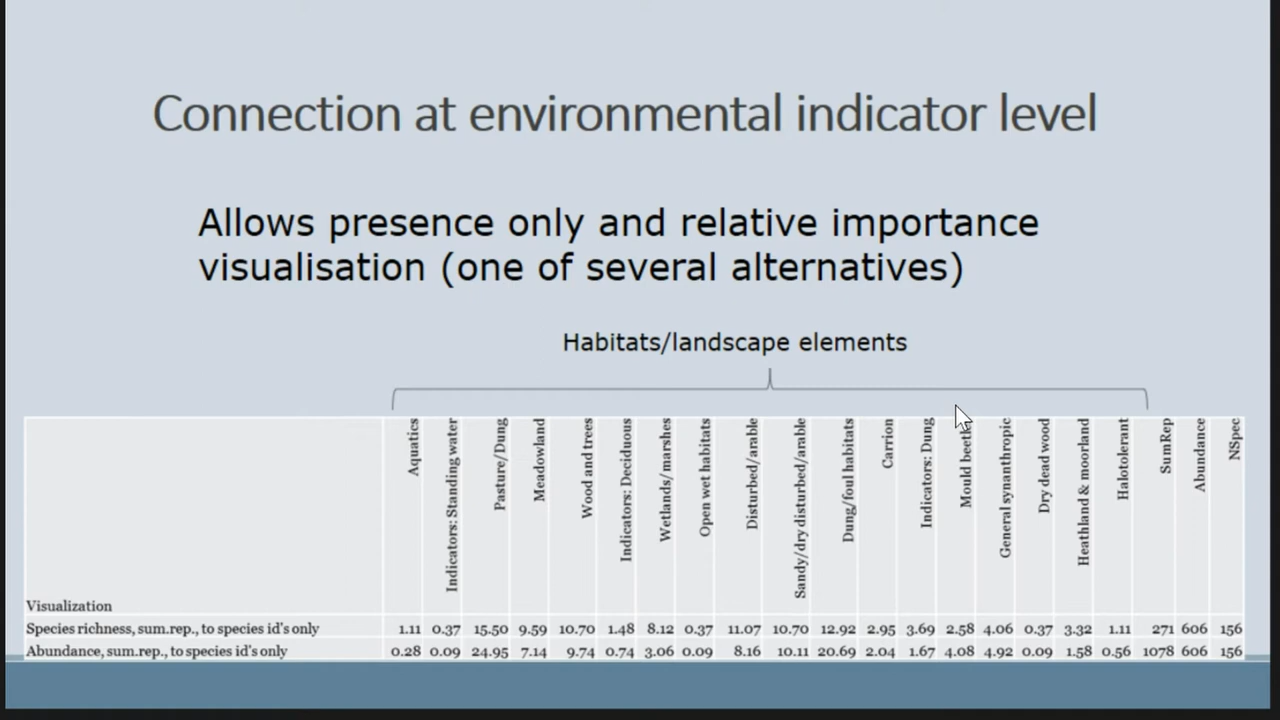 Connection at environmental indicator level
Allows presence only and relative importance
visualisation (one of several alternatives)
Habitats/landscape elements
Visualization
Aquatics
Indicators: Standing water
Pasture/Dung
Meadowland
Wood and trees
Indicators: Deciduous
Wetlands/marshes
Open wet habitats
Disturbed/arable
Sandy/dry disturbed/arable
Dung/foul habitats
Carrion
Indicators: Dung
Mould
General synanthropic
Dry dead wood
Heathland & moorland
Halotolerant
SumRep
Abundance
NSpec
Species richness, sum.rep., to species id's only 1.11 0.37 15.50 9.59 10.70 1.48 8.12 0.37 11.07 10.70 12.92 2.95 3.69 2.58 4.06 0.37 3.32 1.11 271 606 156
Abundance, sum.rep., to species id's only 0.28 0.09 24.95 7.14 9.74 0.74 3.06 0.09 8.16 10.11 20.69 2.04 1.67 4.08 4.92 0.09 1.58 0.56 1078 606 156